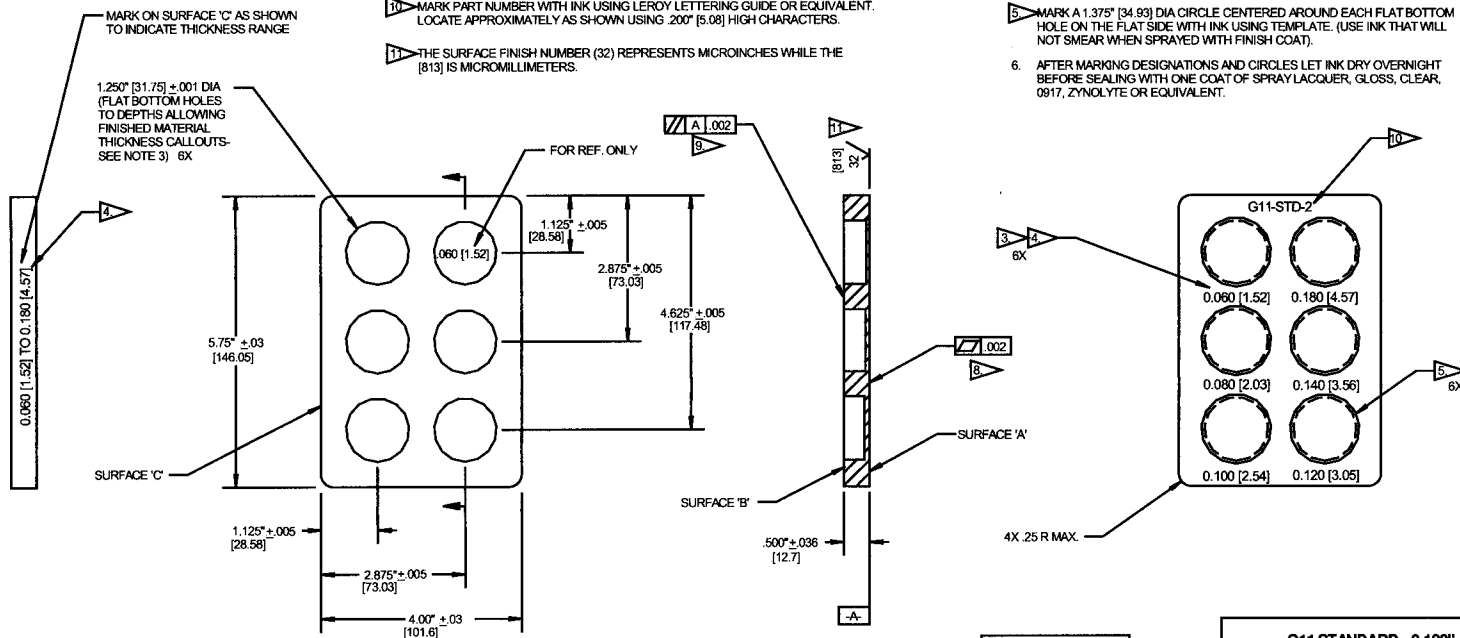 MARK ON SURFACE 'C' AS SHOWN
TO INDICATE THICKNESS RANGE
10. MARK PART NUMBER WITH INK USING LEROY LETTERING GUIDE OR EQUIVALENT.
LOCATE APPROXIMATELY AS SHOWN USING .200" [5.08] HIGH CHARACTERS.
11. THE SURFACE FINISH NUMBER (32) REPRESENTS MICROINCHES WHILE THE
[813] IS MICROMILLIMETERS.
5. MARK A 1.375" [34.93] DIA CIRCLE CENTERED AROUND EACH FLAT BOTTOM
HOLE ON THE FLAT SIDE WITH INK USING TEMPLATE. (USE INK THAT WILL
NOT SMEAR WHEN SPRAYED WITH FINISH COAT).
6. AFTER MARKING DESIGNATIONS AND CIRCLES LET INK DRY OVERNIGHT
BEFORE SEALING WITH ONE COAT OF SPRAY LACQUER, GLOSS, CLEAR,
0917, ZYNOLYTE OR EQUIVALENT.
1.250" [31.75] ±.001 DIA
(FLAT BOTTOM HOLES
TO DEPTHS ALLOWING
FINISHED MATERIAL
THICKNESS CALLOUTS-
SEE NOTE 3) 6X
FOR REF. ONLY
A .002
9.
11.
[813]
32
10.
4.
0.060 [1.52] TO 0.180 [4.57]
.060 [1.52]
1.125" ±.005
[28.58]
2.875" ±.005
[73.03]
4.625" ±.005
[117.48]
5.75" ±.03
[146.05]
SURFACE 'C'
1.125" ±.005
[28.58]
2.875" ±.005
[73.03]
4.00" ±.03
[101.6]
.002
8.
SURFACE 'A'
SURFACE 'B'
.500" ±.036
[12.7]
-A-
G11-STD-2
3. 4.
6X
0.060 [1.52] 0.180 [4.57]
0.080 [2.03] 0.140 [3.56]
0.100 [2.54] 0.120 [3.05]
5.
6X
4X .25 R MAX.